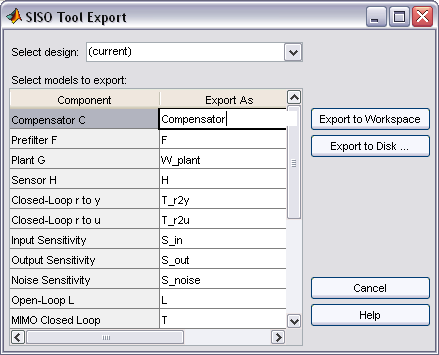 SISO Tool Export
Select design: (current)
Select models to export:
Component Export As
Compensator C Compensator
Prefilter F F
Plant G W_plant
Sensor H H
Closed-Loop r to y T_r2y
Closed-Loop r to u T_r2u
Input Sensitivity S_in
Output Sensitivity S_out
Noise Sensitivity S_noise
Open-Loop L L
MIMO Closed Loop T
Export to Workspace
Export to Disk ...
Cancel
Help